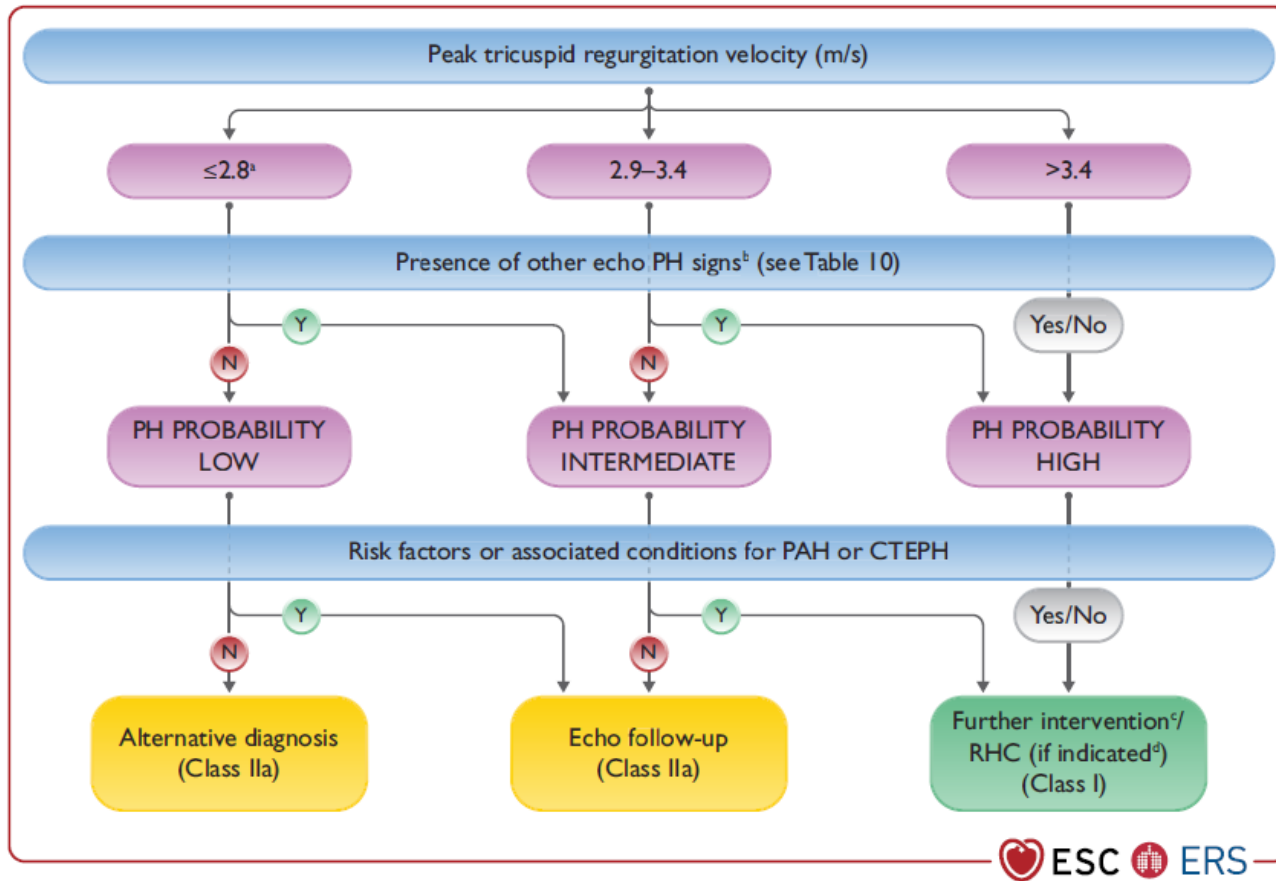 Peak tricuspid regurgitation velocity (m/s)
≤2.8ᵃ
2.9–3.4
>3.4
Presence of other echo PH signsᵇ (see Table 10)
Y
Y
Yes/No
N
N
PH PROBABILITY
LOW
PH PROBABILITY
INTERMEDIATE
PH PROBABILITY
HIGH
Risk factors or associated conditions for PAH or CTEPH
Y
Y
Yes/No
N
N
Alternative diagnosis
(Class IIa)
Echo follow-up
(Class IIa)
Further interventionᶜ/
RHC (if indicatedᵈ)
(Class I)
ESC ERS